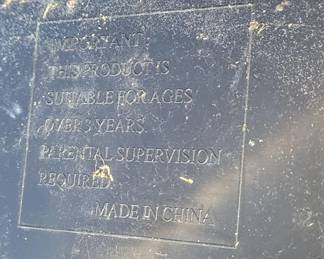 IMPORTANT
THIS PRODUCT IS
SUITABLE FOR AGES
OVER 3 YEARS.
PARENTAL SUPERVISION
REQUIRED.
MADE IN CHINA